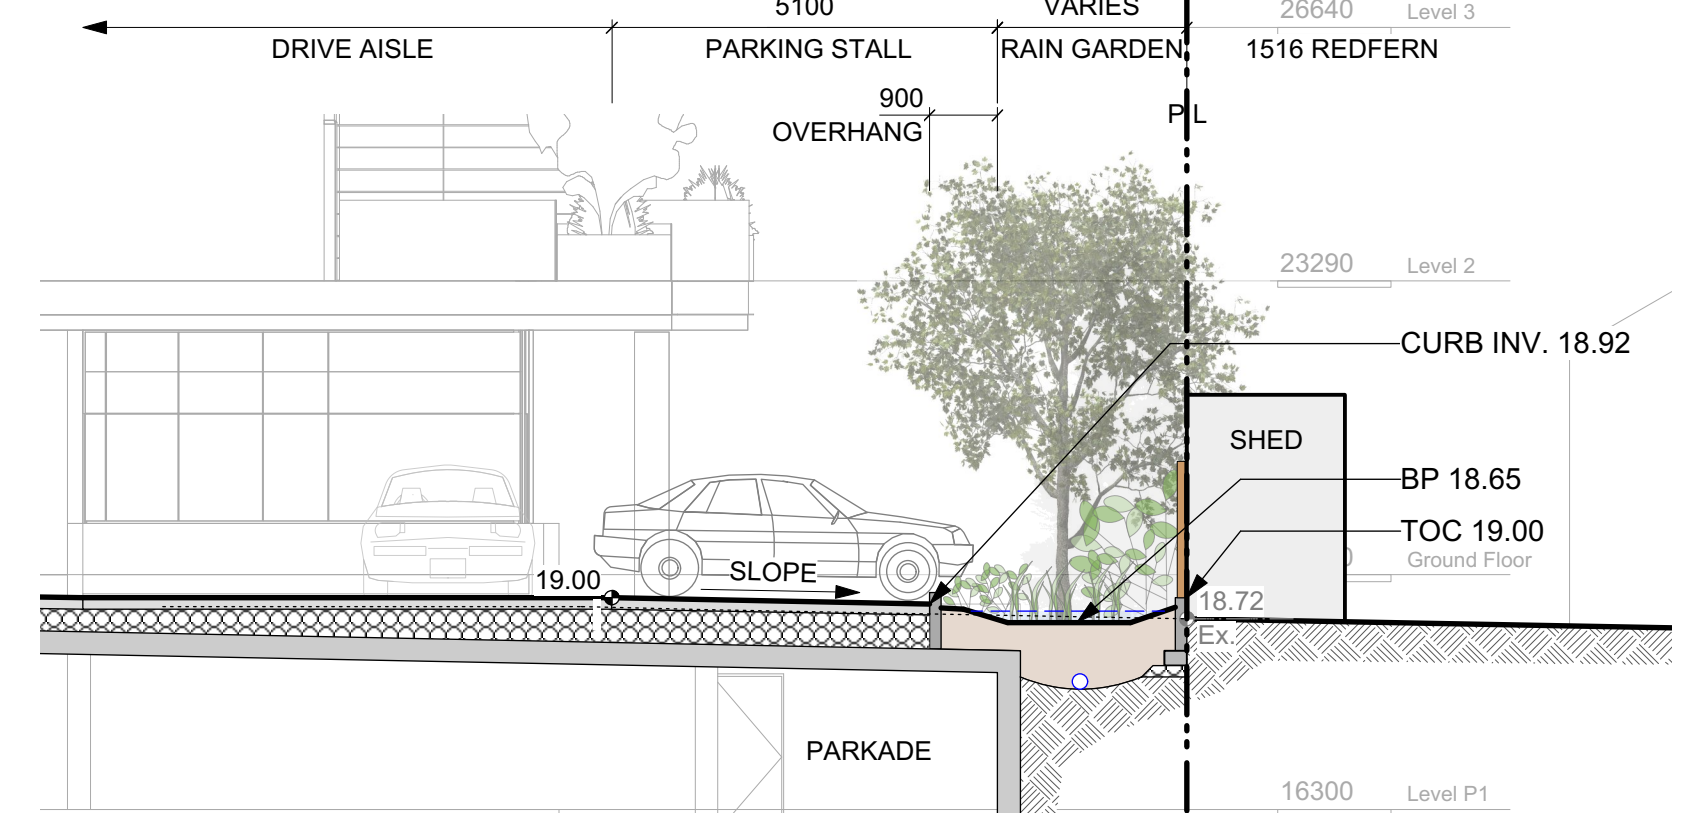 5100
VARIES
26640 Level 3
DRIVE AISLE
PARKING STALL
RAIN GARDEN
1516 REDFERN
900
OVERHANG
P L
23290 Level 2
CURB INV. 18.92
SHED
BP 18.65
TOC 19.00
Ground Floor
19.00
SLOPE
18.72
Ex.
PARKADE
16300 Level P1